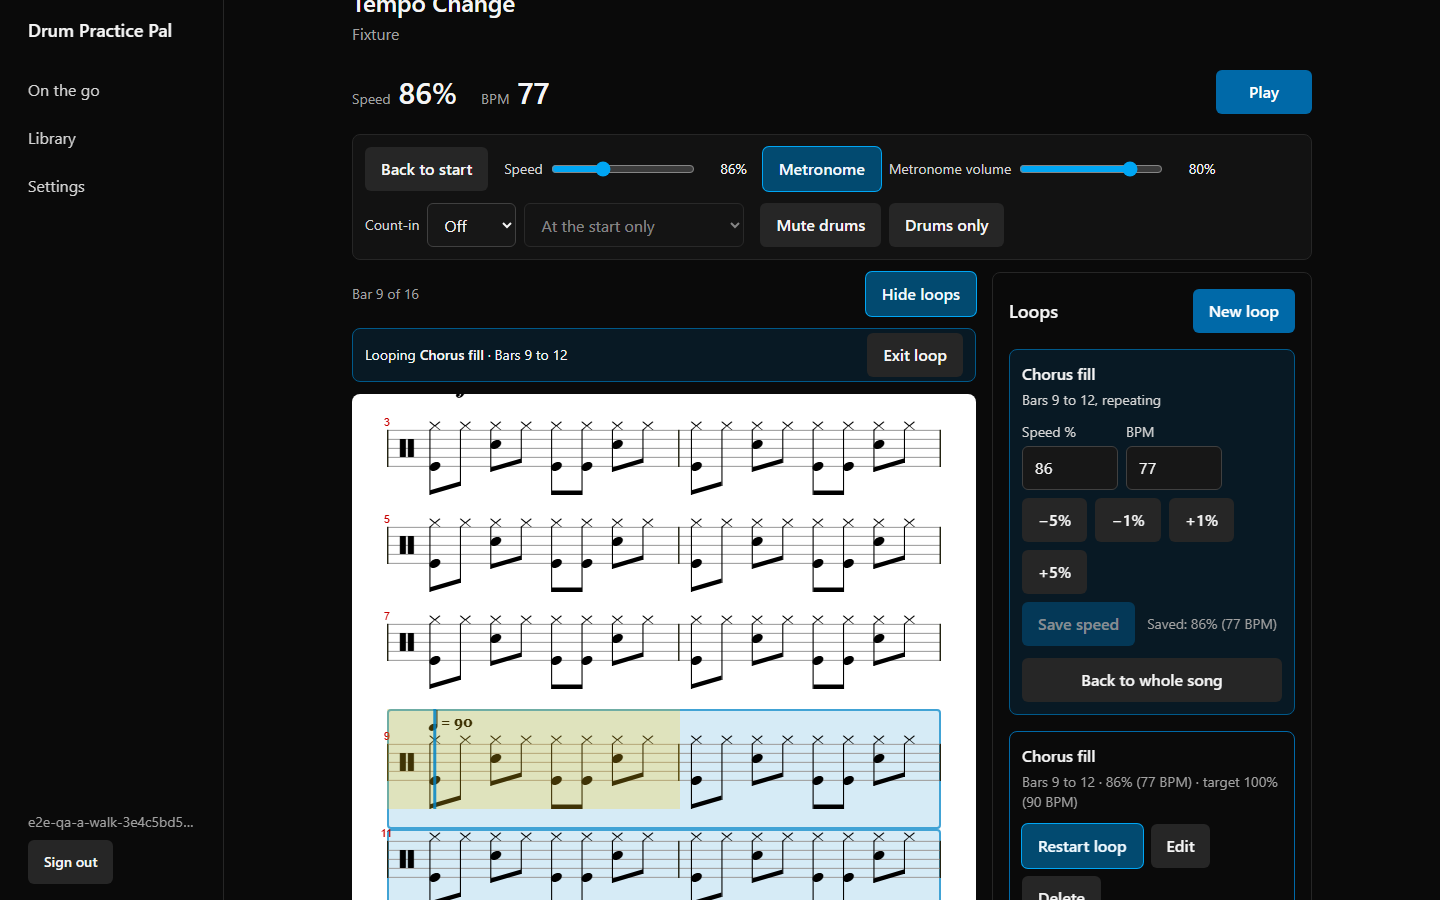 Drum Practice Pal
On the go
Library
Settings
e2e-qa-a-walk-3e4c5bd5...
Sign out
Tempo Change
Fixture
Speed 86% BPM 77
Play
Back to start Speed 86% Metronome Metronome volume 80%
Count-in Off At the start only Mute drums Drums only
Bar 9 of 16
Hide loops
Looping Chorus fill · Bars 9 to 12
Exit loop
3
5
7
= 90
9
11
Loops
New loop
Chorus fill
Bars 9 to 12, repeating
Speed % BPM
86 77
−5% −1% +1%
+5%
Save speed Saved: 86% (77 BPM)
Back to whole song
Chorus fill
Bars 9 to 12 · 86% (77 BPM) · target 100%
(90 BPM)
Restart loop Edit
Delete